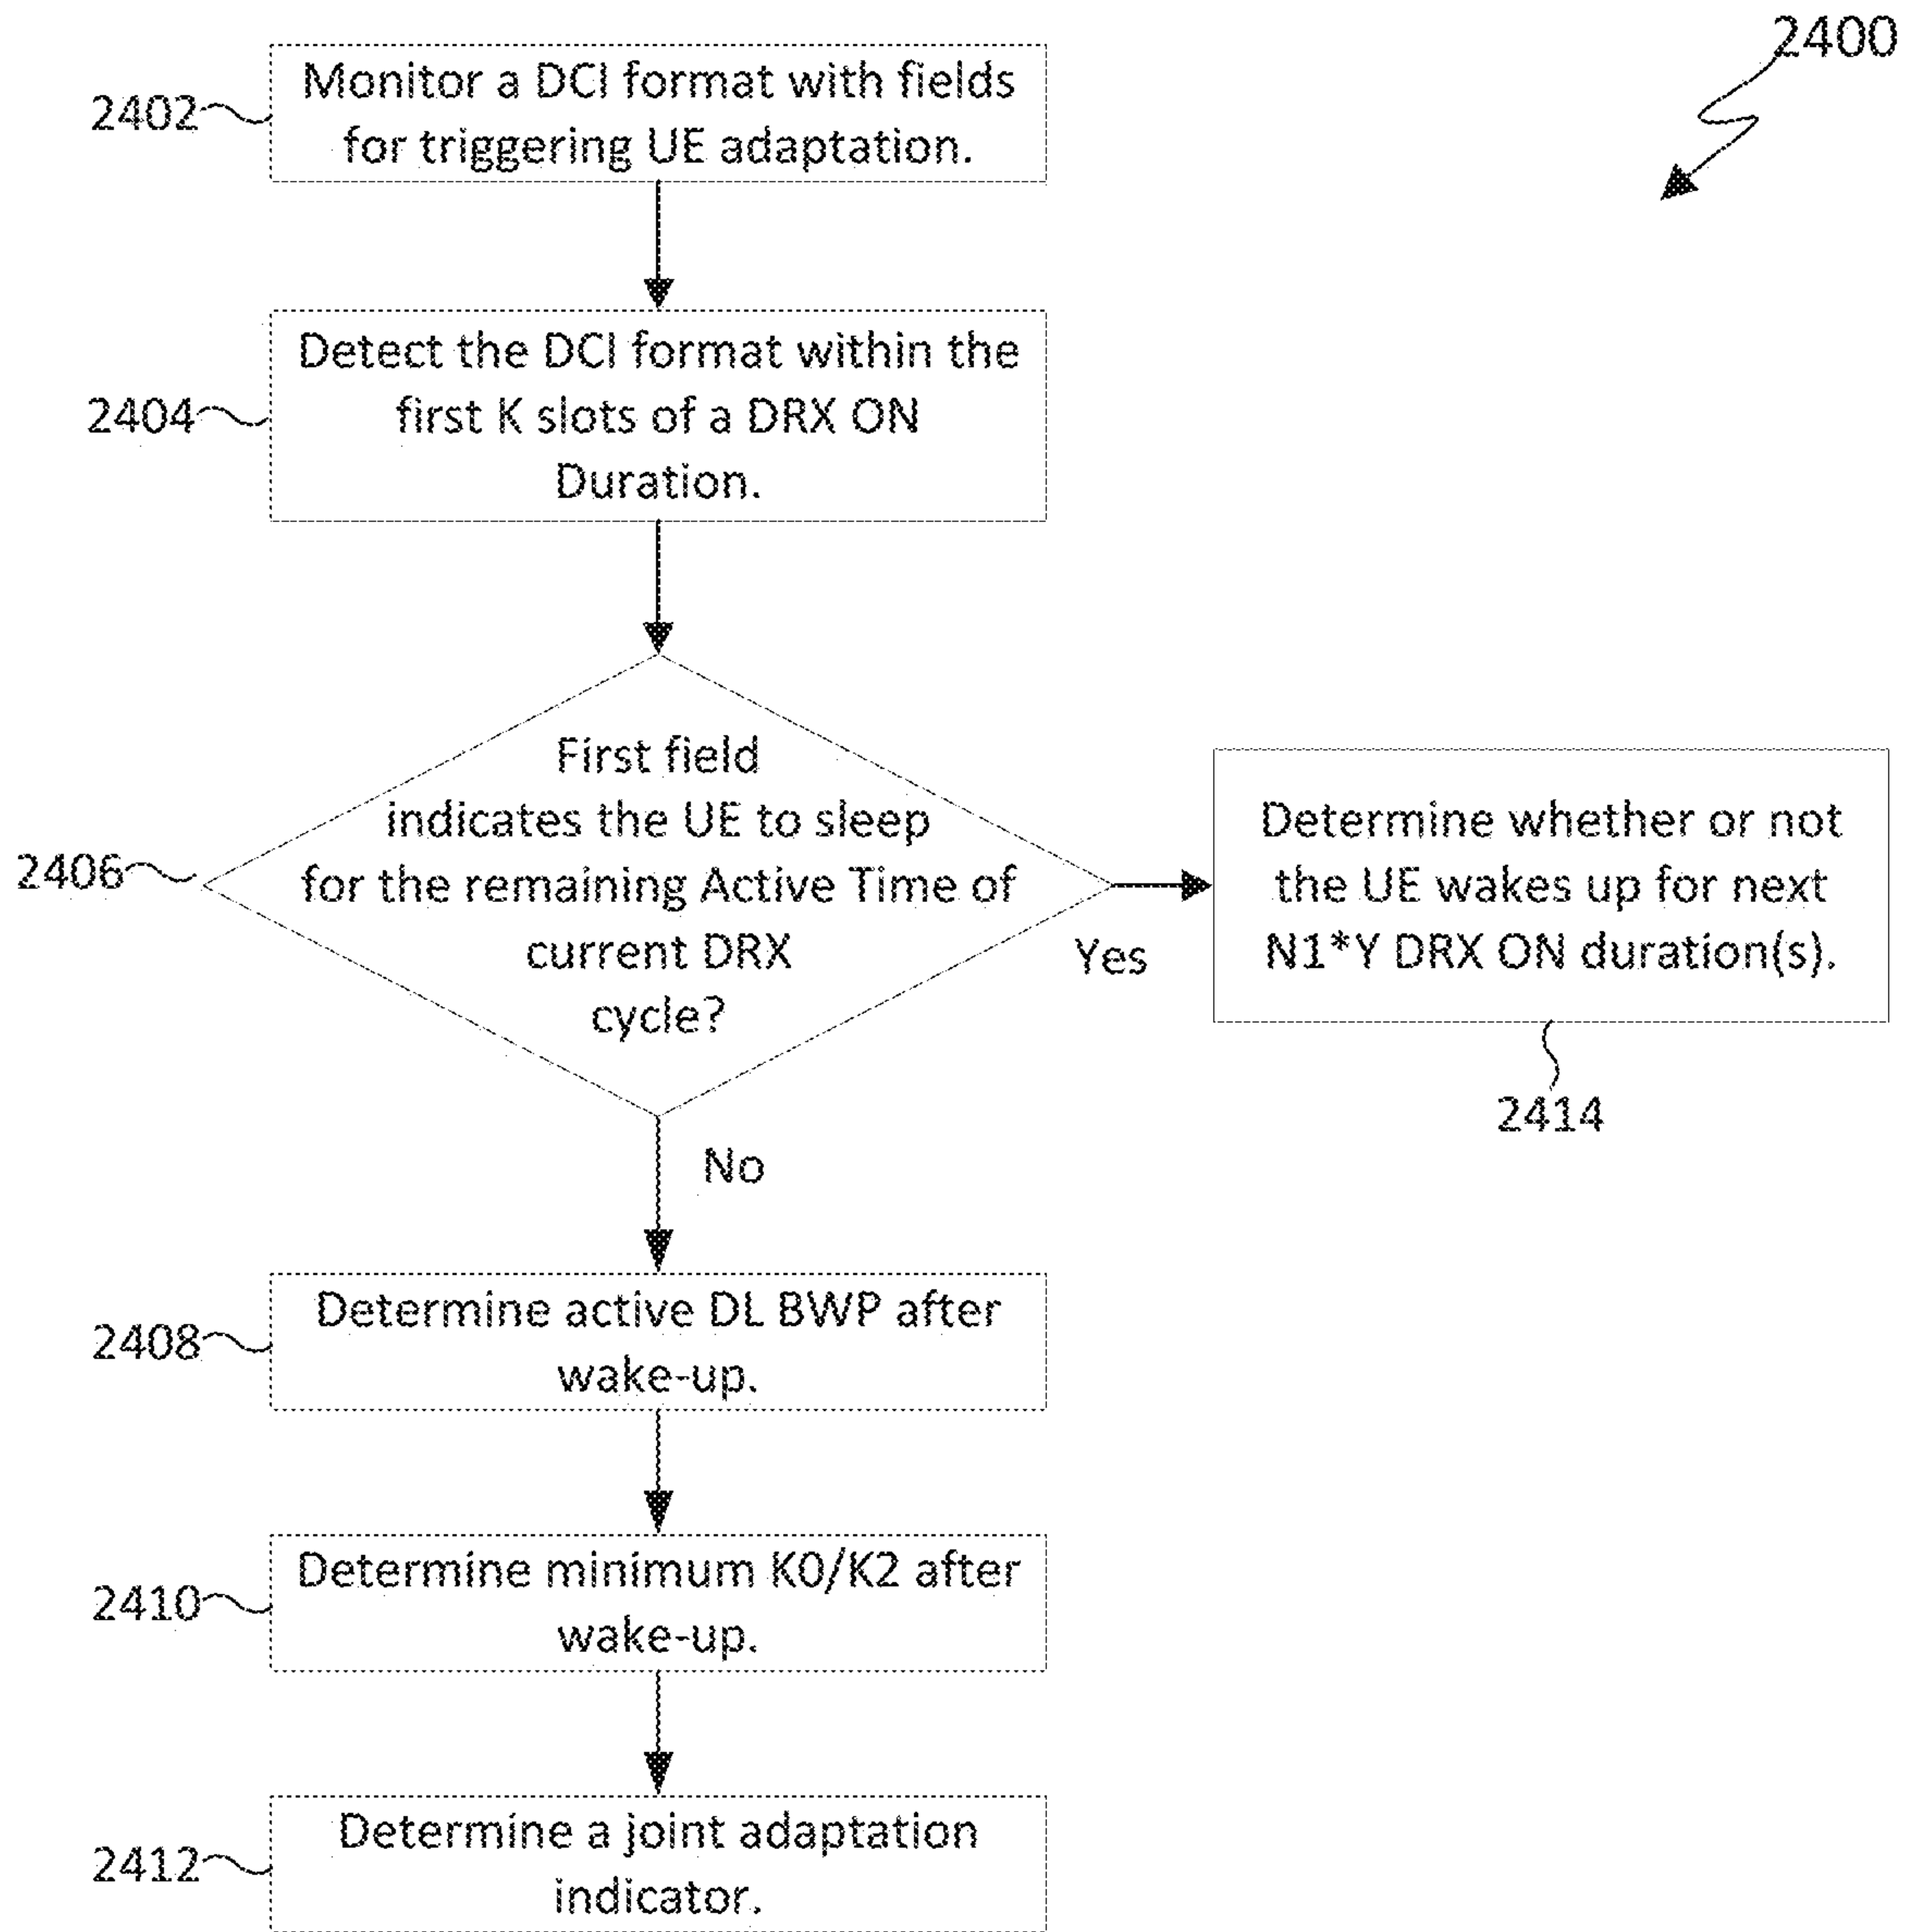 2400
2402
Monitor a DCI format with fields
for triggering UE adaptation.
2404
Detect the DCI format within the
first K slots of a DRX ON
Duration.
2406
First field
indicates the UE to sleep
for the remaining Active Time of
current DRX
cycle?
Yes
Determine whether or not
the UE wakes up for next
N1*Y DRX ON duration(s).
2414
No
2408
Determine active DL BWP after
wake-up.
2410
Determine minimum K0/K2 after
wake-up.
2412
Determine a joint adaptation
indicator.